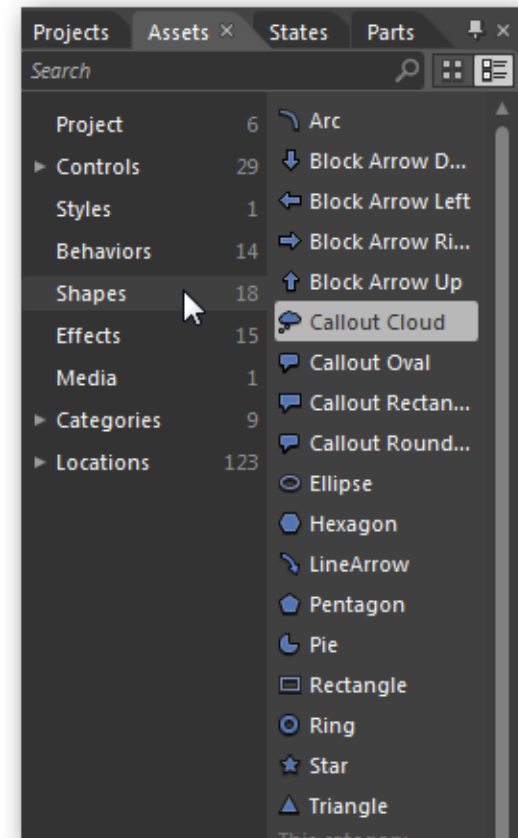 Projects Assets × States Parts
Search
Project 6
Controls 29
Styles 1
Behaviors 14
Shapes 18
Effects 15
Media 1
Categories 9
Locations 123
Arc
Block Arrow D...
Block Arrow Left
Block Arrow Ri...
Block Arrow Up
Callout Cloud
Callout Oval
Callout Rectan...
Callout Round...
Ellipse
Hexagon
LineArrow
Pentagon
Pie
Rectangle
Ring
Star
Triangle
This category